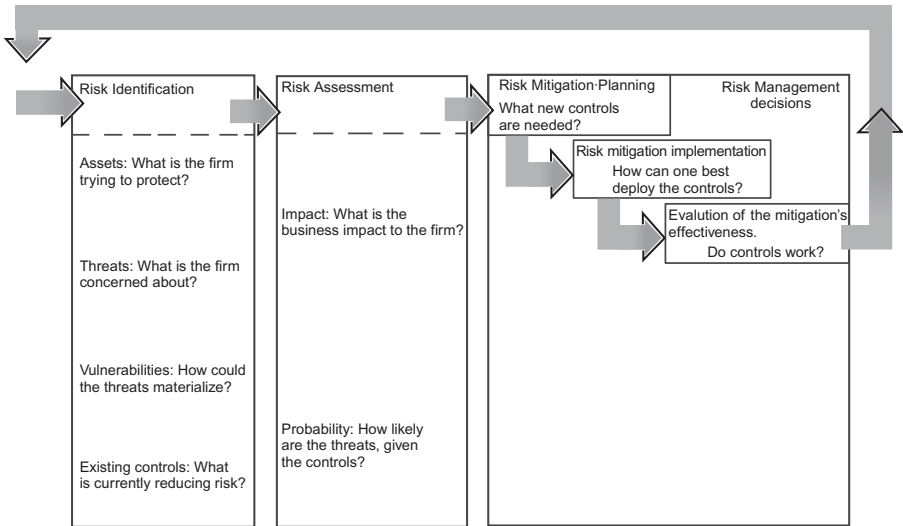 Risk Identification
Assets: What is the firm
trying to protect?
Threats: What is the firm
concerned about?
Vulnerabilities: How could
the threats materialize?
Existing controls: What
is currently reducing risk?
Risk Assessment
Impact: What is the
business impact to the firm?
Probability: How likely
are the threats, given
the controls?
Risk Mitigation·Planning
What new controls
are needed?
Risk Management
decisions
Risk mitigation implementation
How can one best
deploy the controls?
Evalution of the mitigation's
effectiveness.
Do controls work?